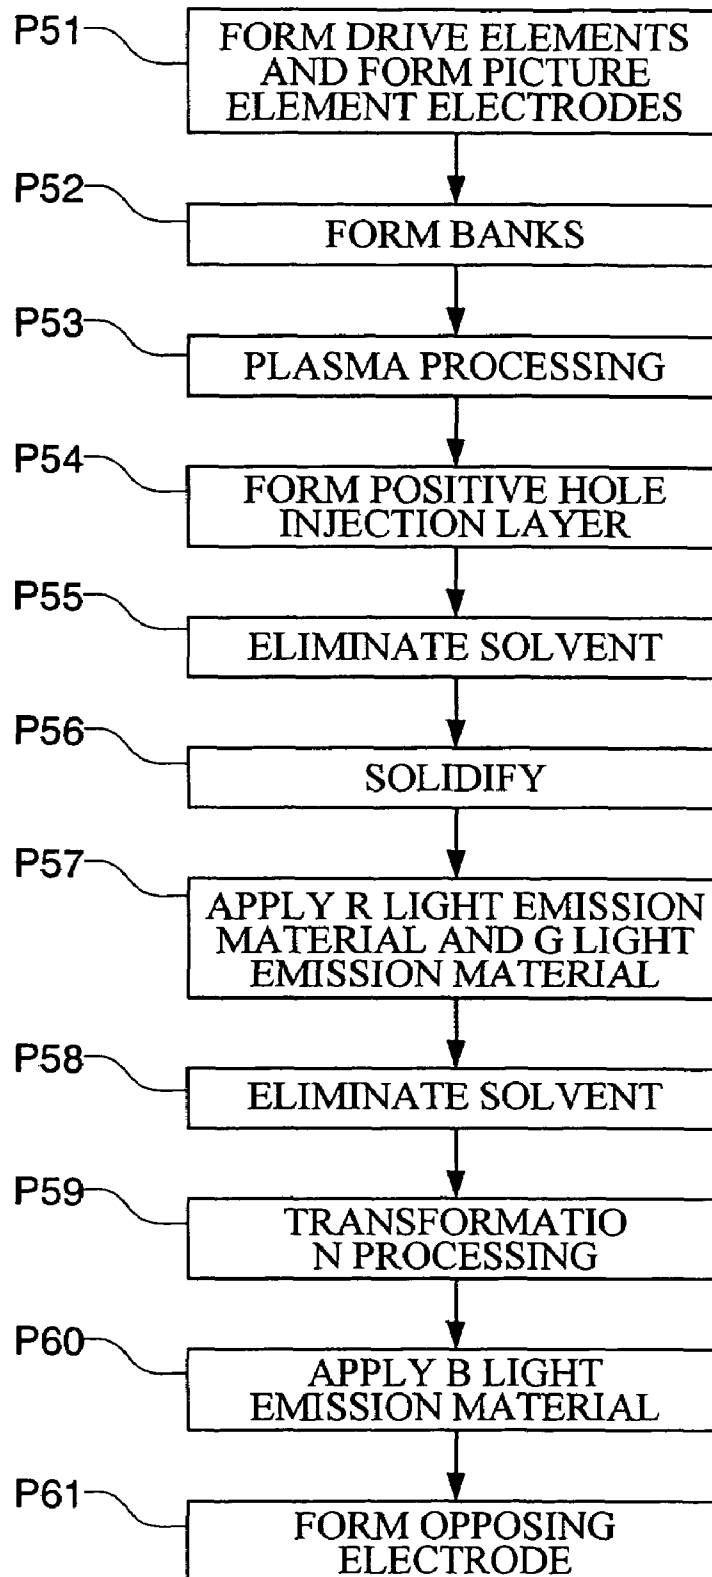 P51
FORM DRIVE ELEMENTS
AND FORM PICTURE
ELEMENT ELECTRODES
P52
FORM BANKS
P53
PLASMA PROCESSING
P54
FORM POSITIVE HOLE
INJECTION LAYER
P55
ELIMINATE SOLVENT
P56
SOLIDIFY
P57
APPLY R LIGHT EMISSION
MATERIAL AND G LIGHT
EMISSION MATERIAL
P58
ELIMINATE SOLVENT
P59
TRANSFORMATIO
N PROCESSING
P60
APPLY B LIGHT
EMISSION MATERIAL
P61
FORM OPPOSING
ELECTRODE